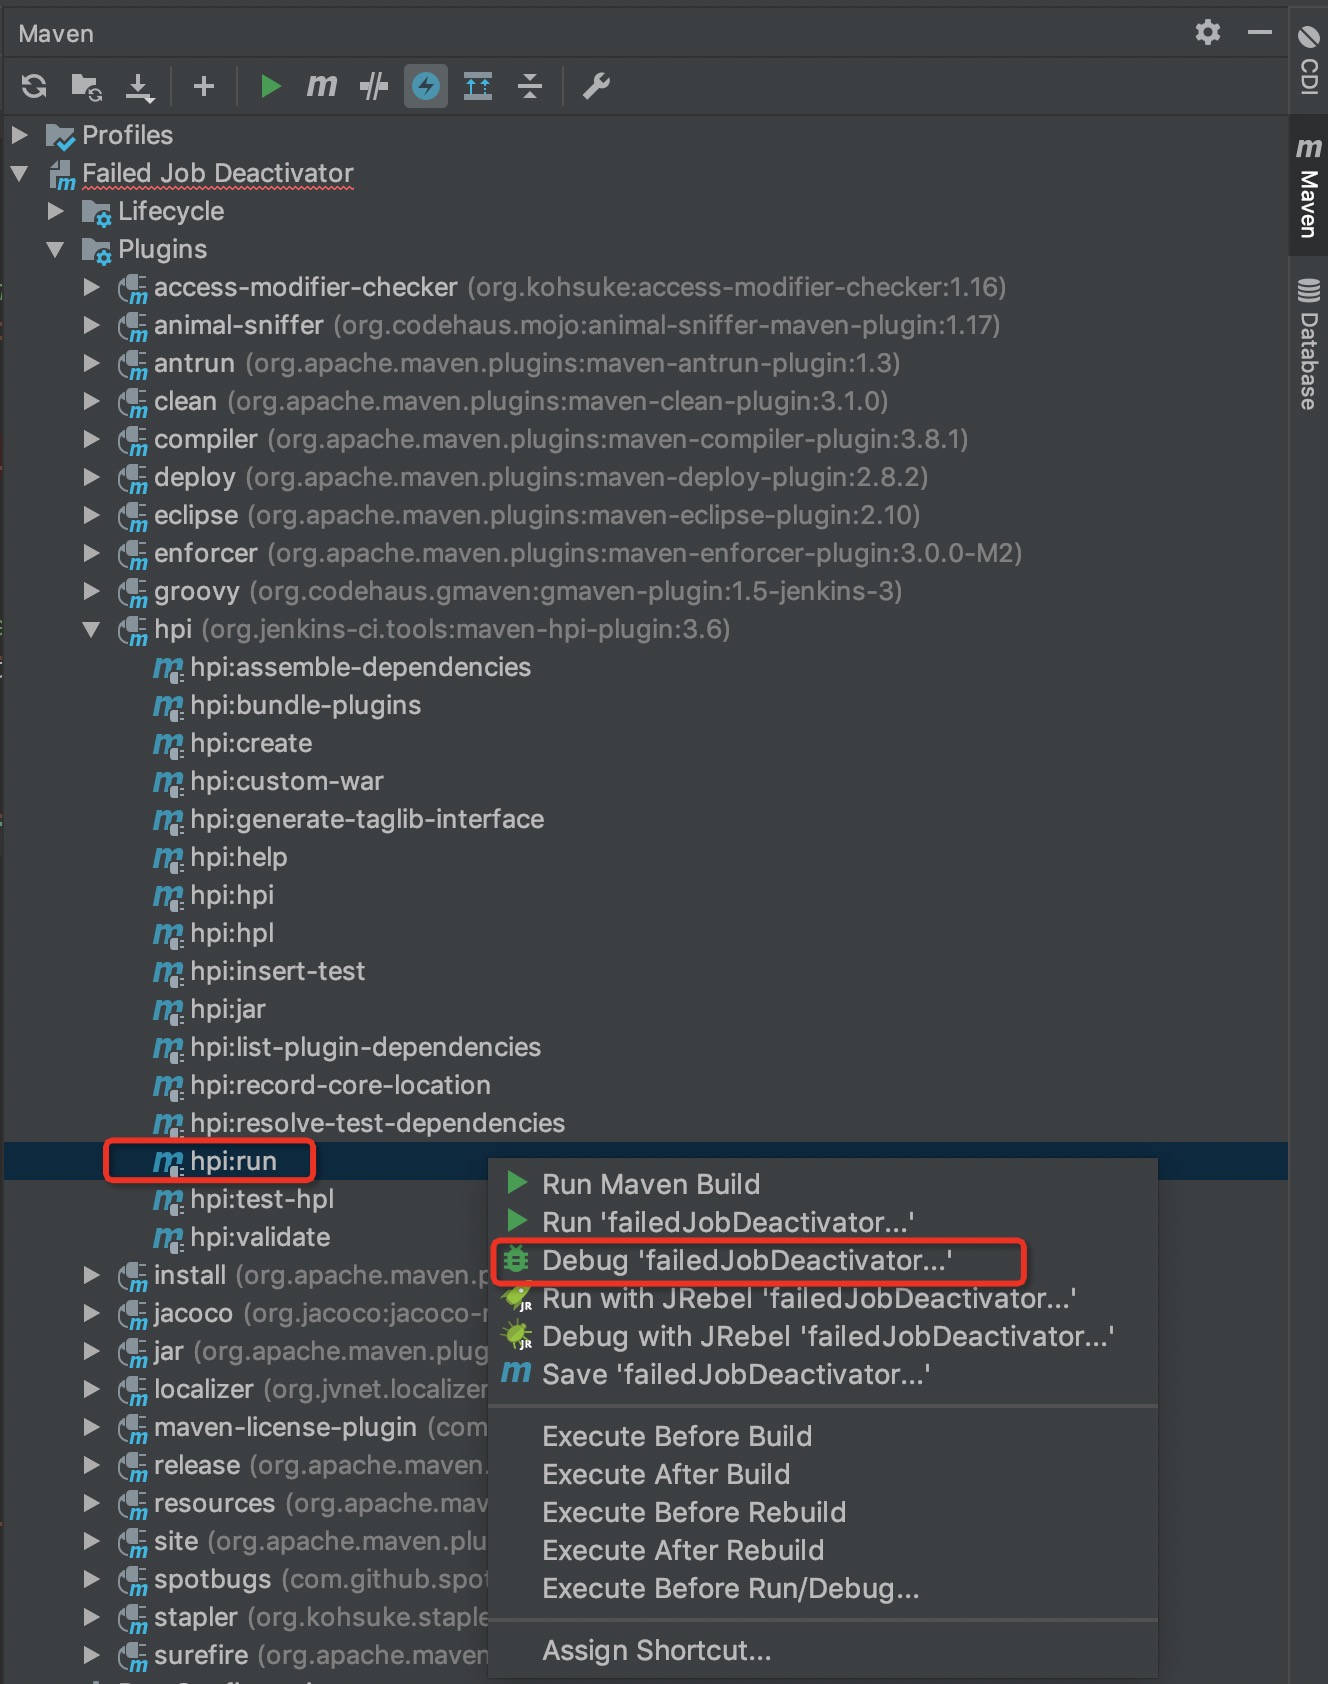 Maven
Profiles
Failed Job Deactivator
Lifecycle
Plugins
access-modifier-checker (org.kohsuke:access-modifier-checker:1.16)
animal-sniffer (org.codehaus.mojo:animal-sniffer-maven-plugin:1.17)
antrun (org.apache.maven.plugins:maven-antrun-plugin:1.3)
clean (org.apache.maven.plugins:maven-clean-plugin:3.1.0)
compiler (org.apache.maven.plugins:maven-compiler-plugin:3.8.1)
deploy (org.apache.maven.plugins:maven-deploy-plugin:2.8.2)
eclipse (org.apache.maven.plugins:maven-eclipse-plugin:2.10)
enforcer (org.apache.maven.plugins:maven-enforcer-plugin:3.0.0-M2)
groovy (org.codehaus.gmaven:gmaven-plugin:1.5-jenkins-3)
hpi (org.jenkins-ci.tools:maven-hpi-plugin:3.6)
hpi:assemble-dependencies
hpi:bundle-plugins
hpi:create
hpi:custom-war
hpi:generate-taglib-interface
hpi:help
hpi:hpi
hpi:hpl
hpi:insert-test
hpi:jar
hpi:list-plugin-dependencies
hpi:record-core-location
hpi:resolve-test-dependencies
hpi:run
hpi:test-hpl
hpi:validate
install (org.apache.maven.p
jacoco (org.jacoco:jacoco-
jar (org.apache.maven.plug
localizer (org.jvnet.localizer
maven-license-plugin (com
release (org.apache.maven.
resources (org.apache.mav
site (org.apache.maven.plu
spotbugs (com.github.spot
stapler (org.kohsuke.staple
surefire (org.apache.maven
Run Maven Build
Run 'failedJobDeactivator...'
Debug 'failedJobDeactivator...'
Run with JRebel 'failedJobDeactivator...'
Debug with JRebel 'failedJobDeactivator...'
Save 'failedJobDeactivator...'
Execute Before Build
Execute After Build
Execute Before Rebuild
Execute After Rebuild
Execute Before Run/Debug...
Assign Shortcut...
CDI
Maven
Database